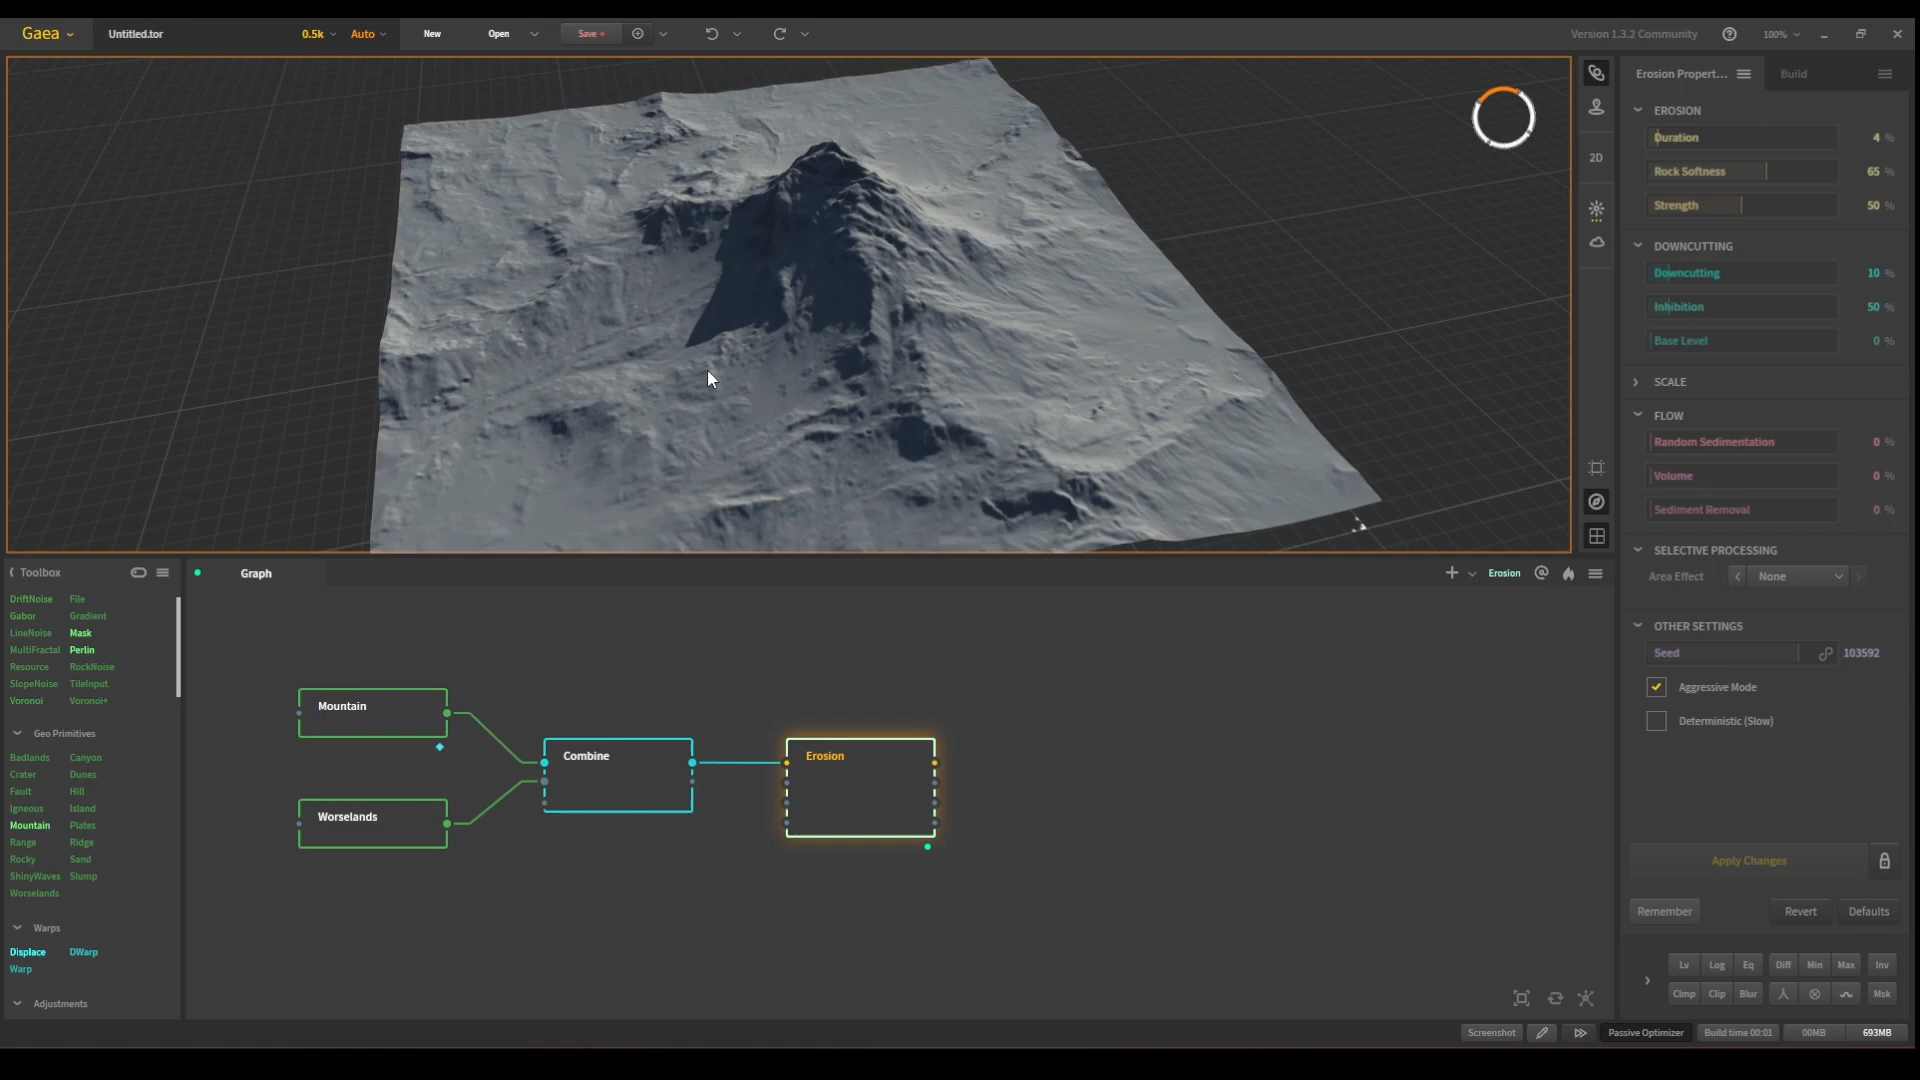 Gaea
Untitled.tor
0.5k
Auto
New
Open
Save
Version 1.3.2 Community
100%
2D
Erosion Propert...
Build
EROSION
Duration 4 %
Rock Softness 65 %
Strength 50 %
DOWNCUTTING
Downcutting 10 %
Inhibition 50 %
Base Level 0 %
SCALE
FLOW
Random Sedimentation 0 %
Volume 0 %
Sediment Removal 0 %
SELECTIVE PROCESSING
Area Effect None
OTHER SETTINGS
Seed 103592
Aggressive Mode
Deterministic (Slow)
Apply Changes
Remember Revert Defaults
Lv Log Eq Diff Min Max Inv
Clmp Clip Blur Msk
Toolbox
DriftNoise File
Gabor Gradient
LineNoise Mask
MultiFractal Perlin
Resource RockNoise
SlopeNoise TileInput
Voronoi Voronoi+
Geo Primitives
Badlands Canyon
Crater Dunes
Fault Hill
Igneous Island
Mountain Plates
Range Ridge
Rocky Sand
ShinyWaves Slump
Worselands
Warps
Displace DWarp
Warp
Adjustments
Graph
Erosion
Mountain
Worselands
Combine
Erosion
Screenshot
Passive Optimizer
Build time 00:01
00MB
693MB